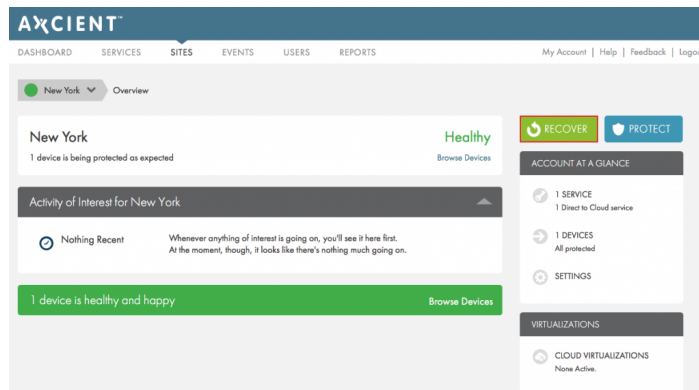 AXCIENT
DASHBOARD SERVICES SITES EVENTS USERS REPORTS
My Account | Help | Feedback |
New York Overview
New York
Healthy
1 device is being protected as expected
Browse Devices
Activity of Interest for New York
Nothing Recent
Whenever anything of interest is going on, you'll see it here first.
At the moment, though, it looks like there's nothing much going on.
1 device is healthy and happy
Browse Devices
RECOVER
PROTECT
ACCOUNT AT A GLANCE
1 SERVICE
1 Direct to Cloud service
1 DEVICES
All protected
SETTINGS
VIRTUALIZATIONS
CLOUD VIRTUALIZATIONS
None Active.